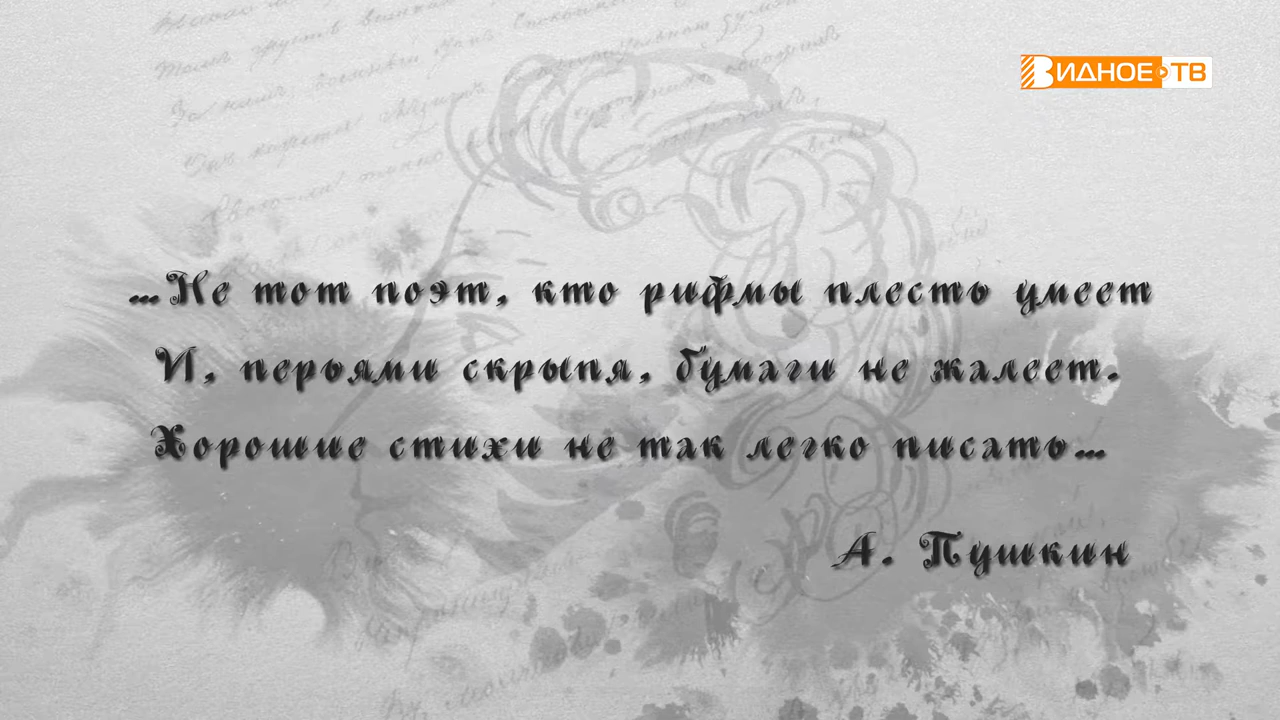 ВИДНОЕ ТВ
...Не тот поэт, кто рифмы плесть умеет
И, перьями скрыпя, бумаги не жалеет.
Хорошие стихи не так легко писать...
А. Пушкин